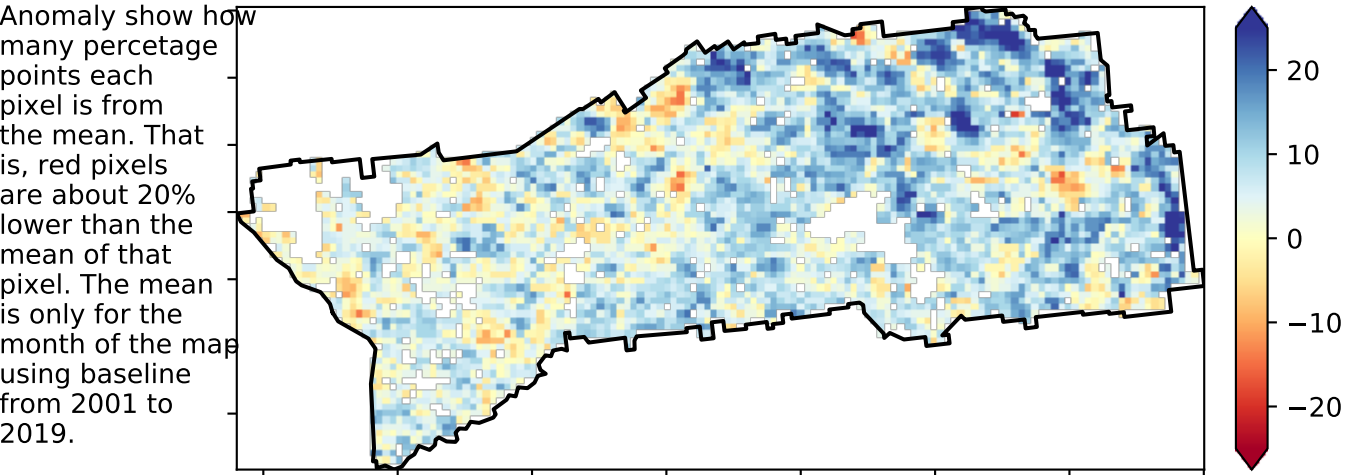 Anomaly show how
many percetage
points each
pixel is from
the mean. That
is, red pixels
are about 20%
lower than the
mean of that
pixel. The mean
is only for the
month of the map
using baseline
from 2001 to
2019.
20
10
0
−10
−20